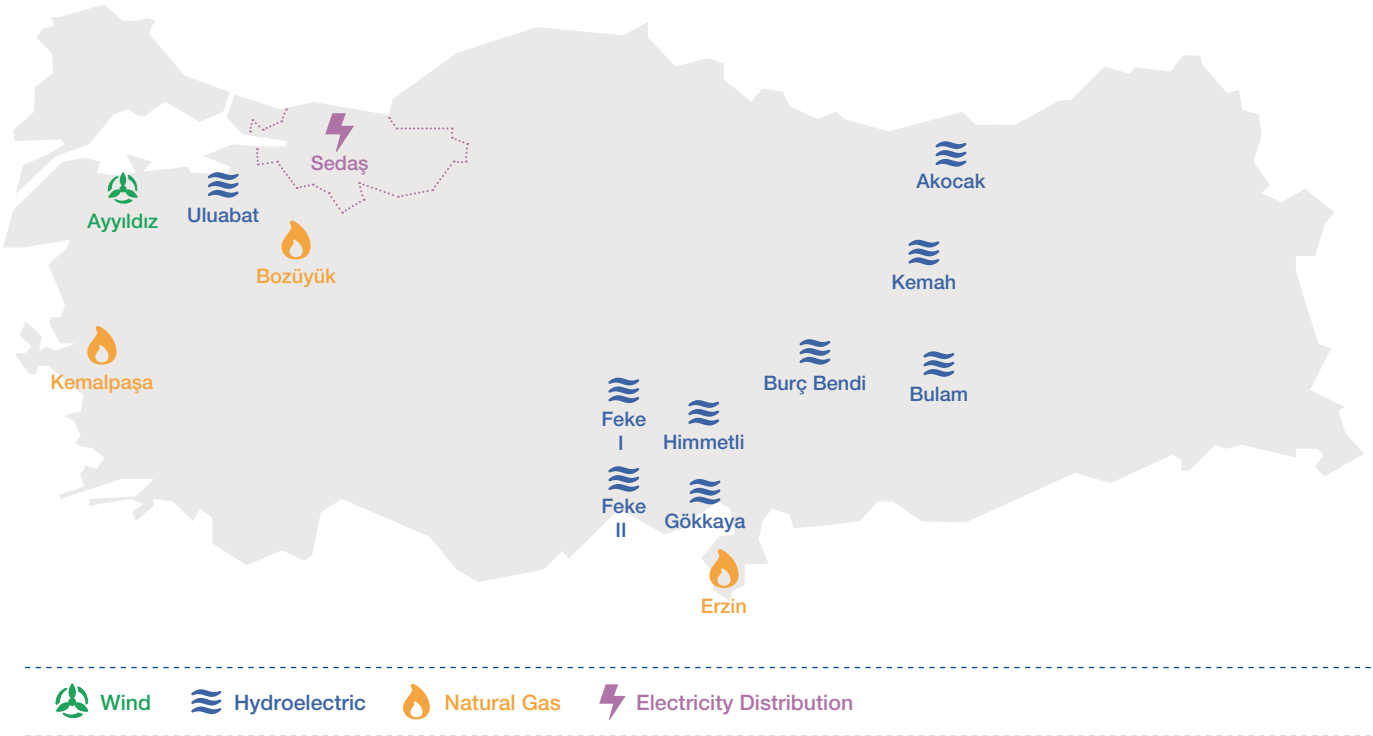 Sedaş
Akocak
Ayyıldız
Uluabat
Bozüyük
Kemah
Kemalpaşa
Burç Bendi
Bulam
Feke
I
Himmetli
Feke
II
Gökkaya
Erzin
Wind
Hydroelectric
Natural Gas
Electricity Distribution